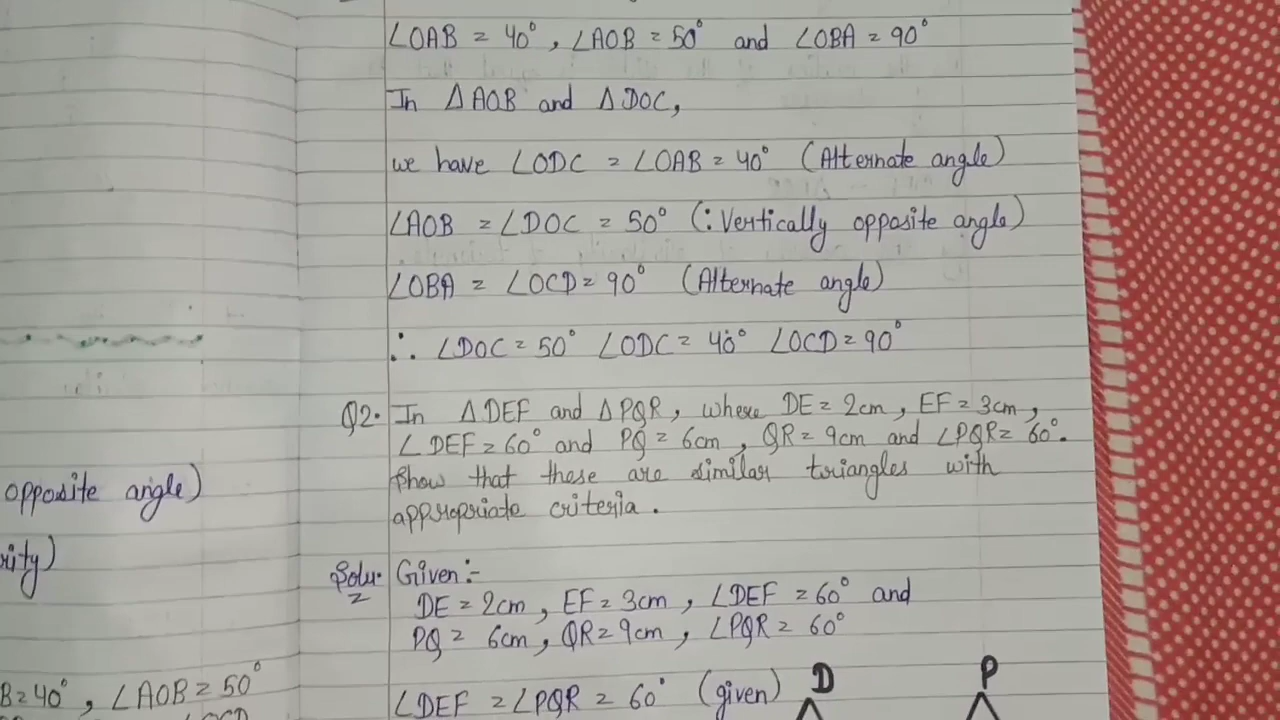 ∠OAB = 40°, ∠AOB = 50° and ∠OBA = 90°
In ΔAOB and ΔDOC,
we have ∠ODC = ∠OAB = 40° (Alternate angle)
∠AOB = ∠DOC = 50° (∵ Vertically opposite angle)
∠OBA = ∠OCD = 90° (Alternate angle)
∴ ∠DOC = 50° ∠ODC = 40° ∠OCD = 90°
Q2. In ΔDEF and ΔPQR, where DE = 2cm, EF = 3cm,
∠DEF = 60° and PQ = 6cm, QR = 9cm and ∠PQR = 60°.
Show that these are similar triangles with
appropriate criteria.
Solu. Given:-
DE = 2cm, EF = 3cm, ∠DEF = 60° and
PQ = 6cm, QR = 9cm, ∠PQR = 60°
∠DEF = ∠PQR = 60° (given)
D P
opposite angle)
rity)
B = 40°, ∠AOB = 50°